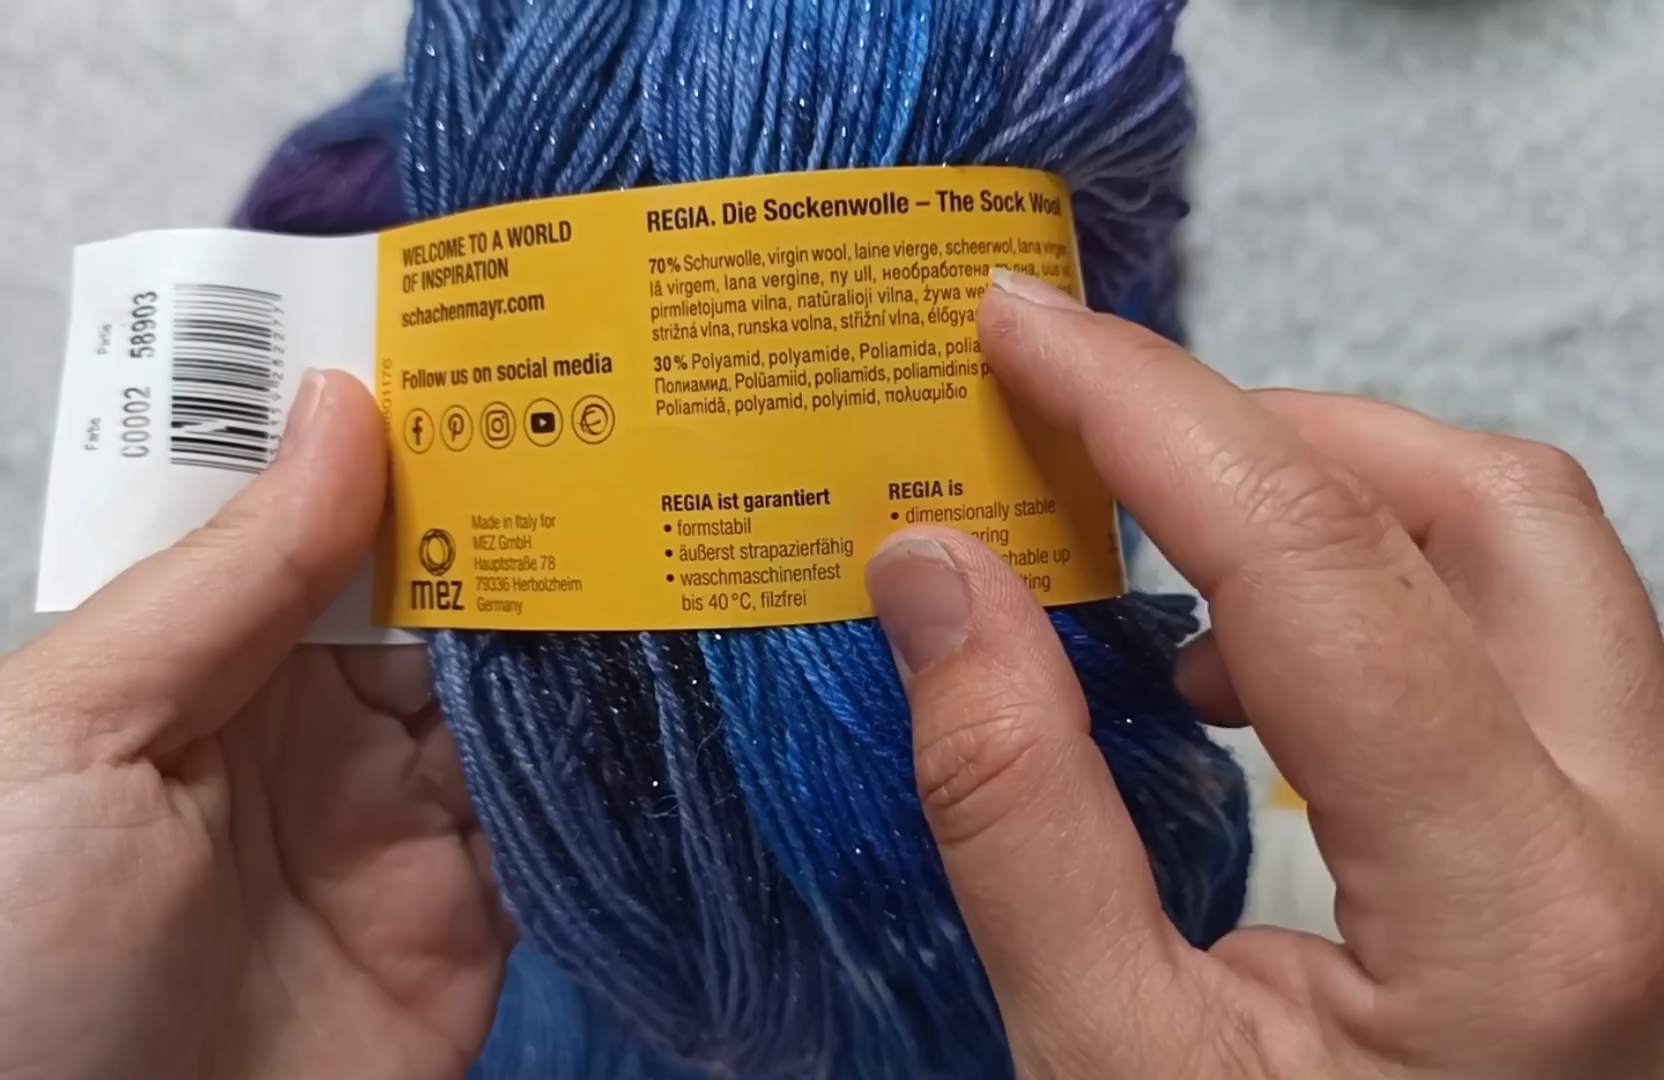 Partie
58903
Farbe
C0002
WELCOME TO A WORLD
OF INSPIRATION
schachenmayr.com
Follow us on social media
mez
Made in Italy for
MEZ GmbH
Hauptstraße 78
79336 Herbolzheim
Germany
REGIA. Die Sockenwolle – The Sock Wool
70% Schurwolle, virgin wool, laine vierge, scheerwol, lana virgen
lã virgem, lana vergine, ny ull, необработена
pirmlietojuma vilna, natūralioji vilna, żywa
strižná vlna, runska volna, střižní vlna,
30% Polyamid, polyamide, Poliamida,
Полиамид, Polüamiid, poliamīds, poliamidinis
Poliamidă, polyamid, polyimid, πολυαμίδιο
REGIA ist garantiert
• formstabil
• äußerst strapazierfähig
• waschmaschinenfest
bis 40°C, filzfrei
REGIA is
• dimensionally stable
up